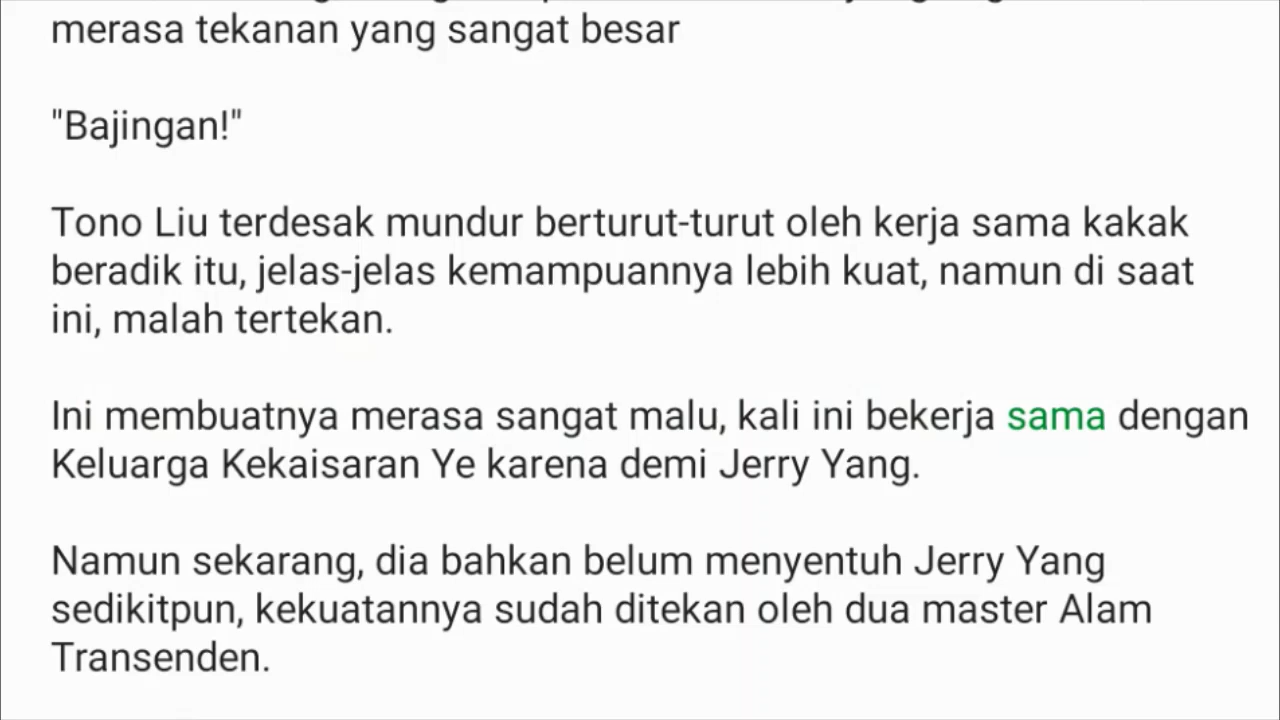 merasa tekanan yang sangat besar
"Bajingan!"
Tono Liu terdesak mundur berturut-turut oleh kerja sama kakak
beradik itu, jelas-jelas kemampuannya lebih kuat, namun di saat
ini, malah tertekan.
Ini membuatnya merasa sangat malu, kali ini bekerja sama dengan
Keluarga Kekaisaran Ye karena demi Jerry Yang.
Namun sekarang, dia bahkan belum menyentuh Jerry Yang
sedikitpun, kekuatannya sudah ditekan oleh dua master Alam
Transenden.